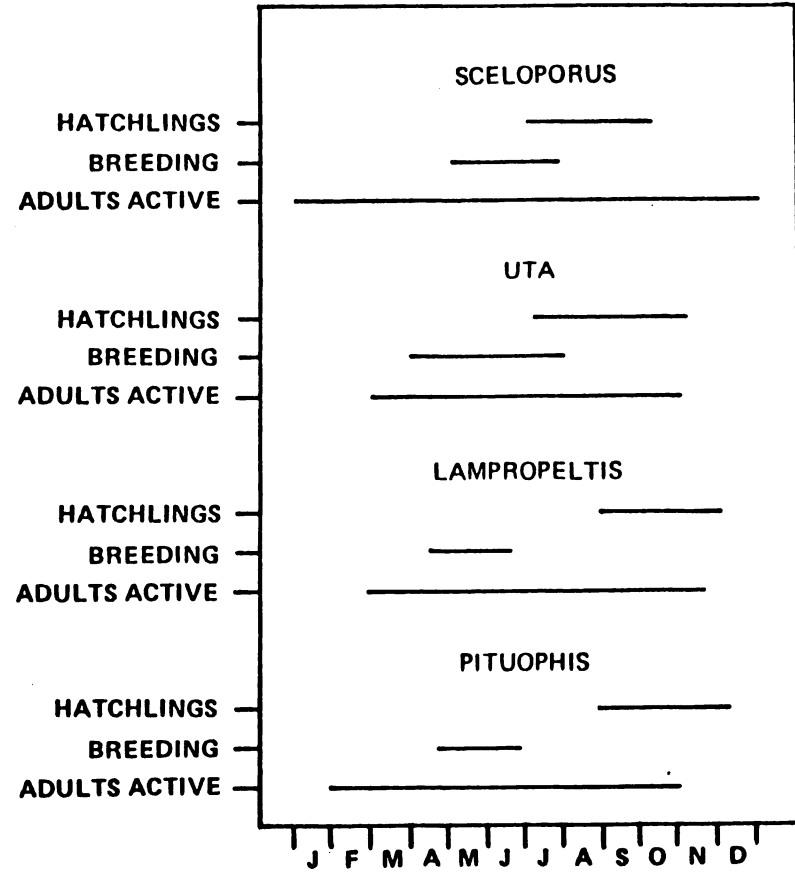 SCELOPORUS
HATCHLINGS
BREEDING
ADULTS ACTIVE
UTA
HATCHLINGS
BREEDING
ADULTS ACTIVE
LAMPROPELTIS
HATCHLINGS
BREEDING
ADULTS ACTIVE
PITUOPHIS
HATCHLINGS
BREEDING
ADULTS ACTIVE
J F M A M J J A S O N D